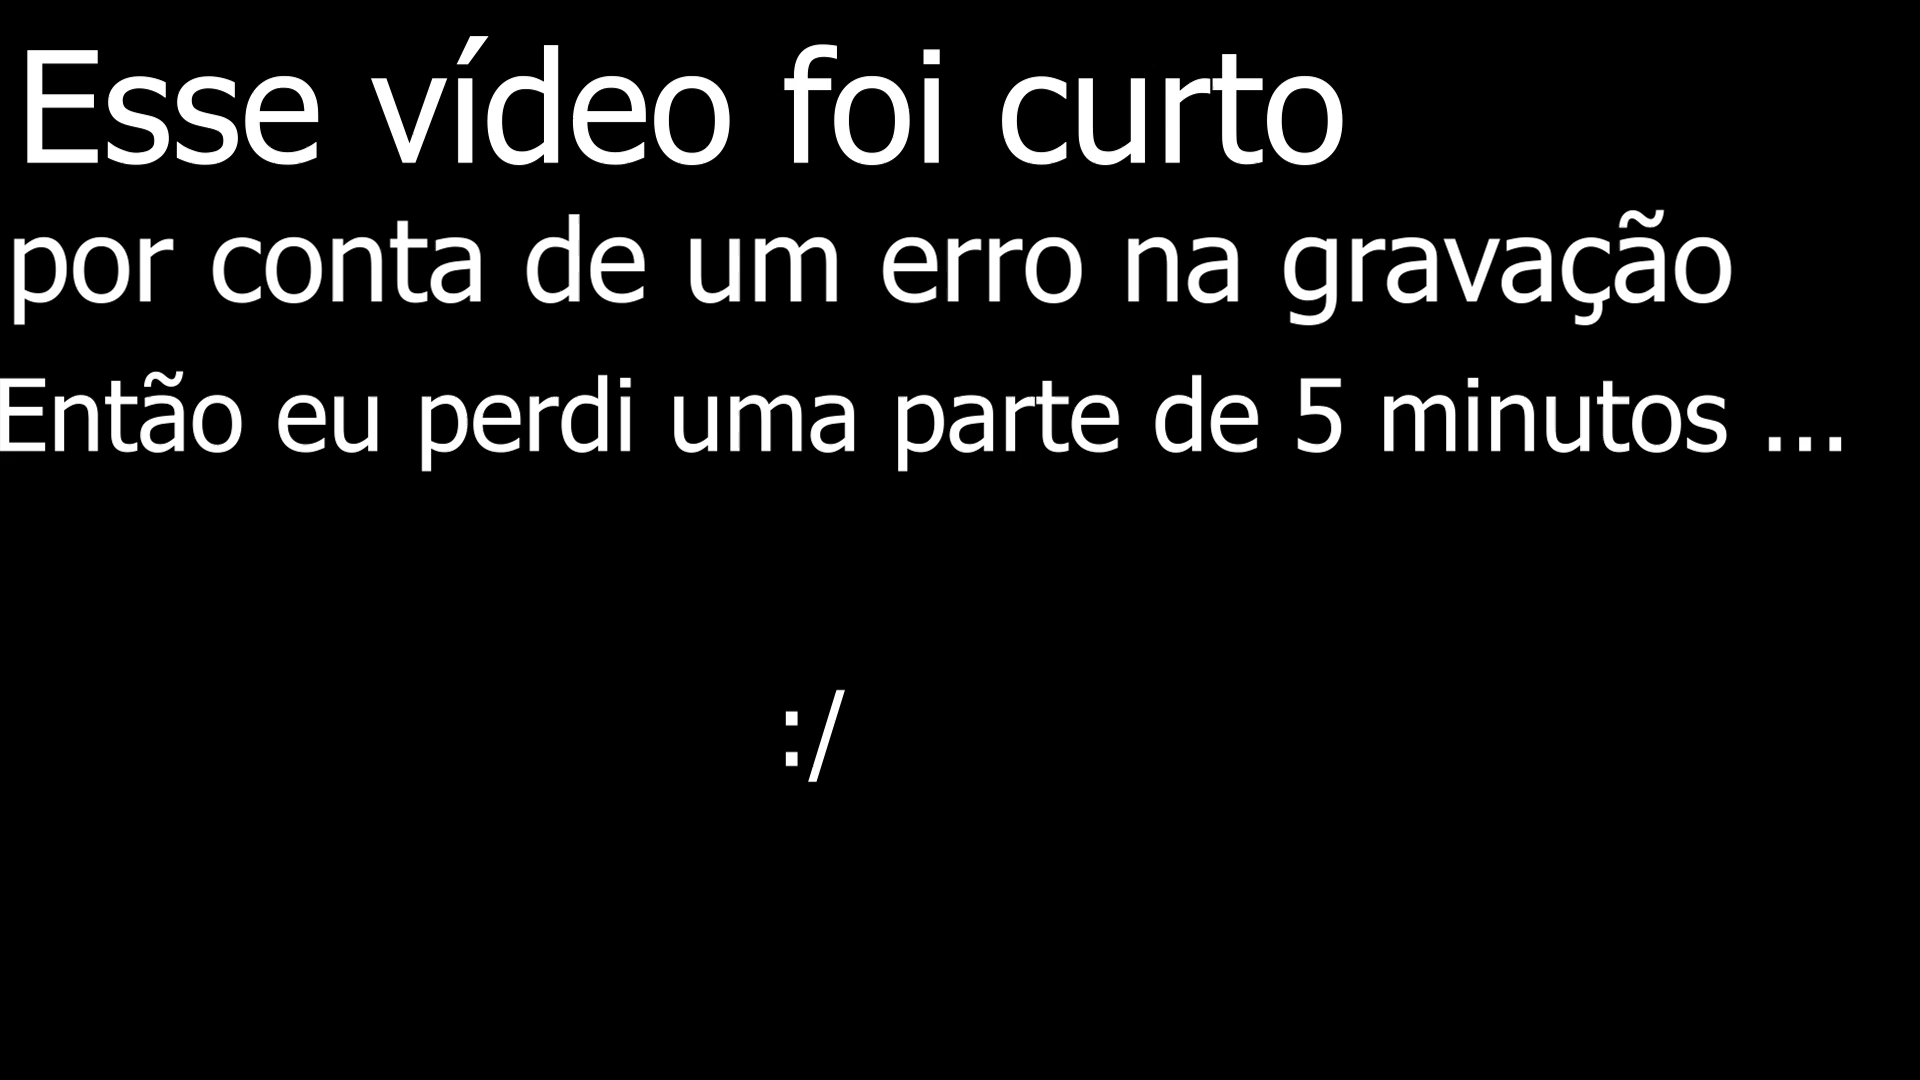 Esse vídeo foi curto
por conta de um erro na gravação
Então eu perdi uma parte de 5 minutos ...
:/